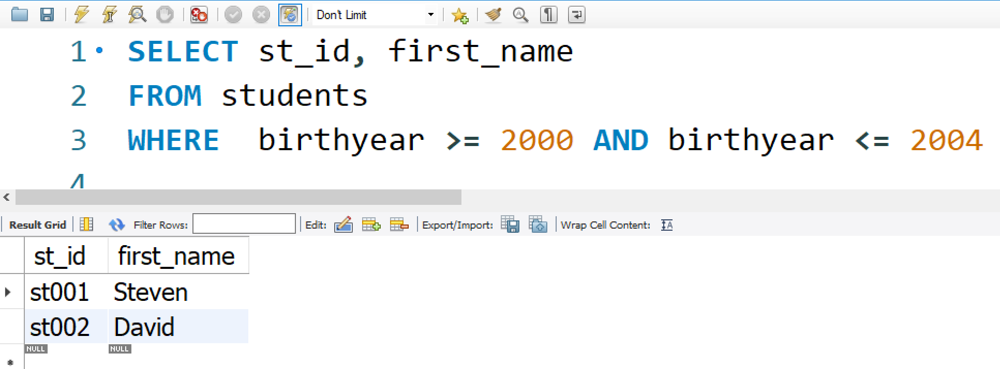 Don't Limit
1 SELECT st_id, first_name
2 FROM students
3 WHERE  birthyear >= 2000 AND birthyear <= 2004
4
Result Grid Filter Rows: Edit: Export/Import: Wrap Cell Content: IA
st_id first_name
st001 Steven
st002 David
NULL NULL